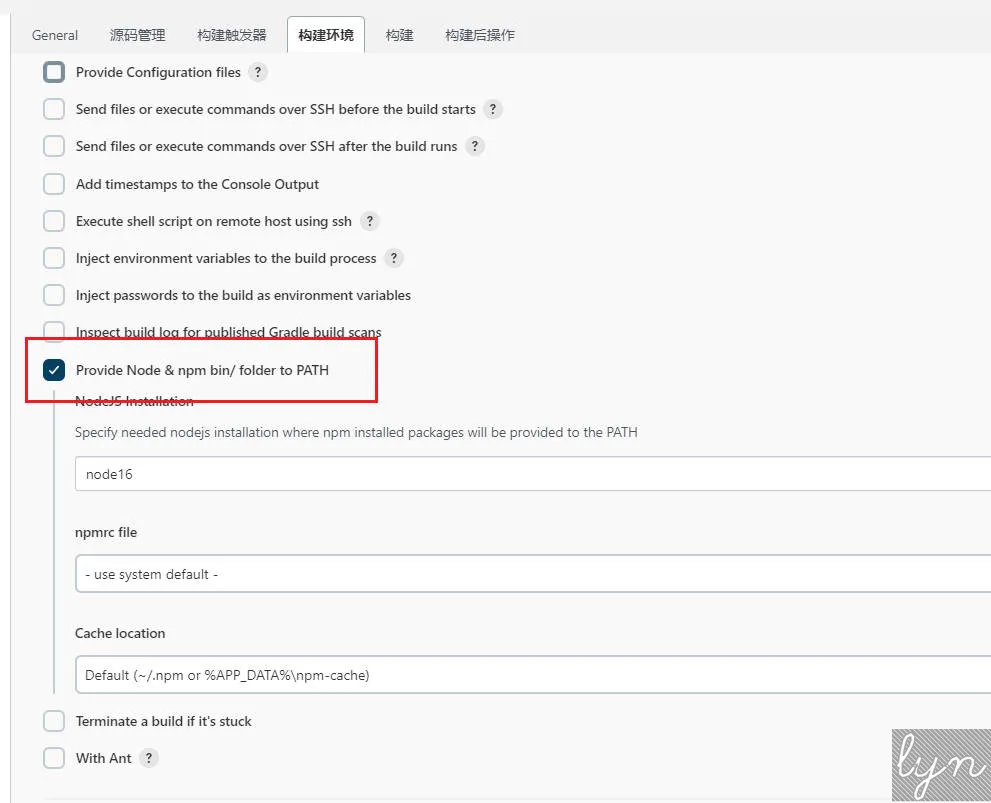 General 源码管理 构建触发器 构建环境 构建 构建后操作
Provide Configuration files ?
Send files or execute commands over SSH before the build starts ?
Send files or execute commands over SSH after the build runs ?
Add timestamps to the Console Output
Execute shell script on remote host using ssh ?
Inject environment variables to the build process ?
Inject passwords to the build as environment variables
Inspect build log for published Gradle build scans
Provide Node & npm bin/ folder to PATH
NodeJS Installation
Specify needed nodejs installation where npm installed packages will be provided to the PATH
node16
npmrc file
- use system default -
Cache location
Default (~/.npm or %APP_DATA%\npm-cache)
Terminate a build if it's stuck
With Ant ?
lyn